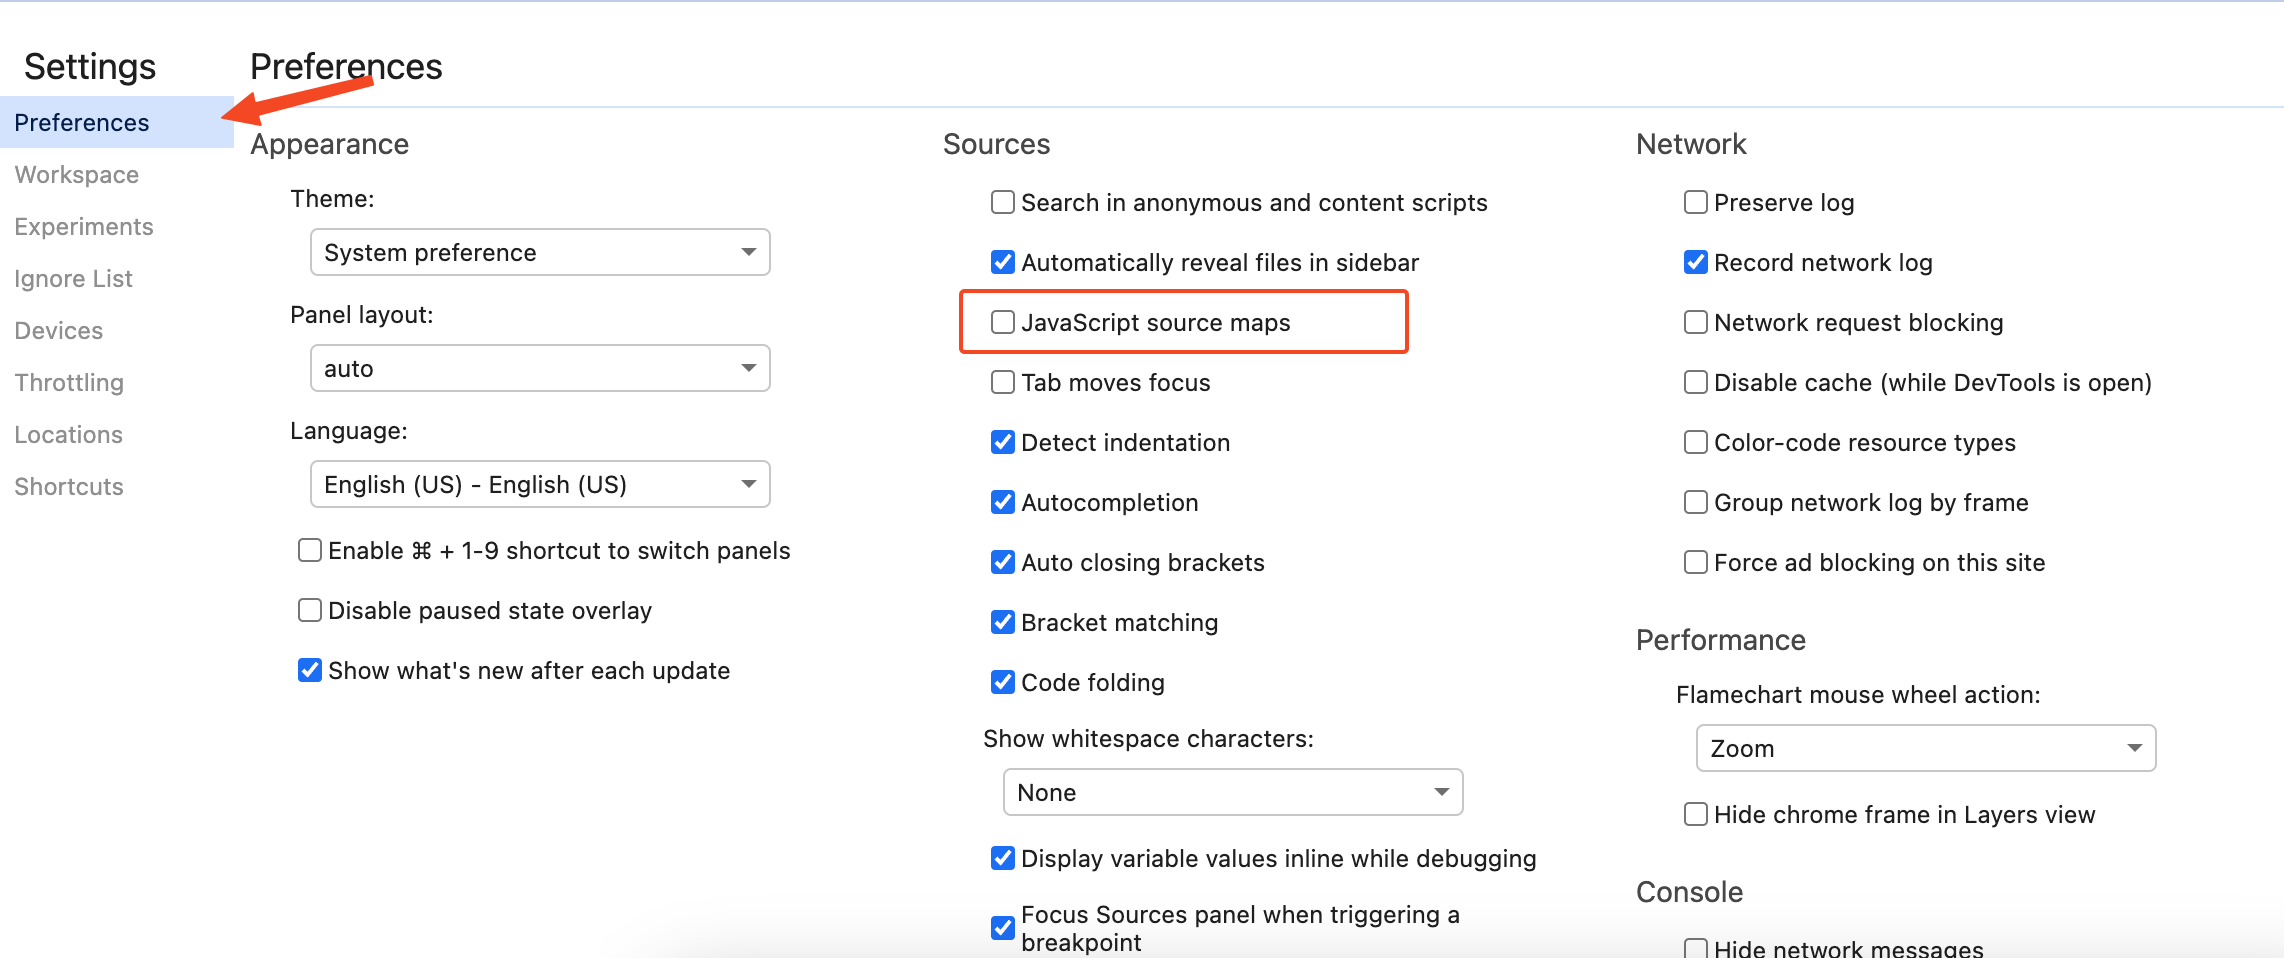 Settings
Preferences
Workspace
Experiments
Ignore List
Devices
Throttling
Locations
Shortcuts
Preferences
Appearance
Theme:
System preference
Panel layout:
auto
Language:
English (US) - English (US)
Enable ⌘ + 1-9 shortcut to switch panels
Disable paused state overlay
Show what's new after each update
Sources
Search in anonymous and content scripts
Automatically reveal files in sidebar
JavaScript source maps
Tab moves focus
Detect indentation
Autocompletion
Auto closing brackets
Bracket matching
Code folding
Show whitespace characters:
None
Display variable values inline while debugging
Focus Sources panel when triggering a
breakpoint
Network
Preserve log
Record network log
Network request blocking
Disable cache (while DevTools is open)
Color-code resource types
Group network log by frame
Force ad blocking on this site
Performance
Flamechart mouse wheel action:
Zoom
Hide chrome frame in Layers view
Console
Hide network messages